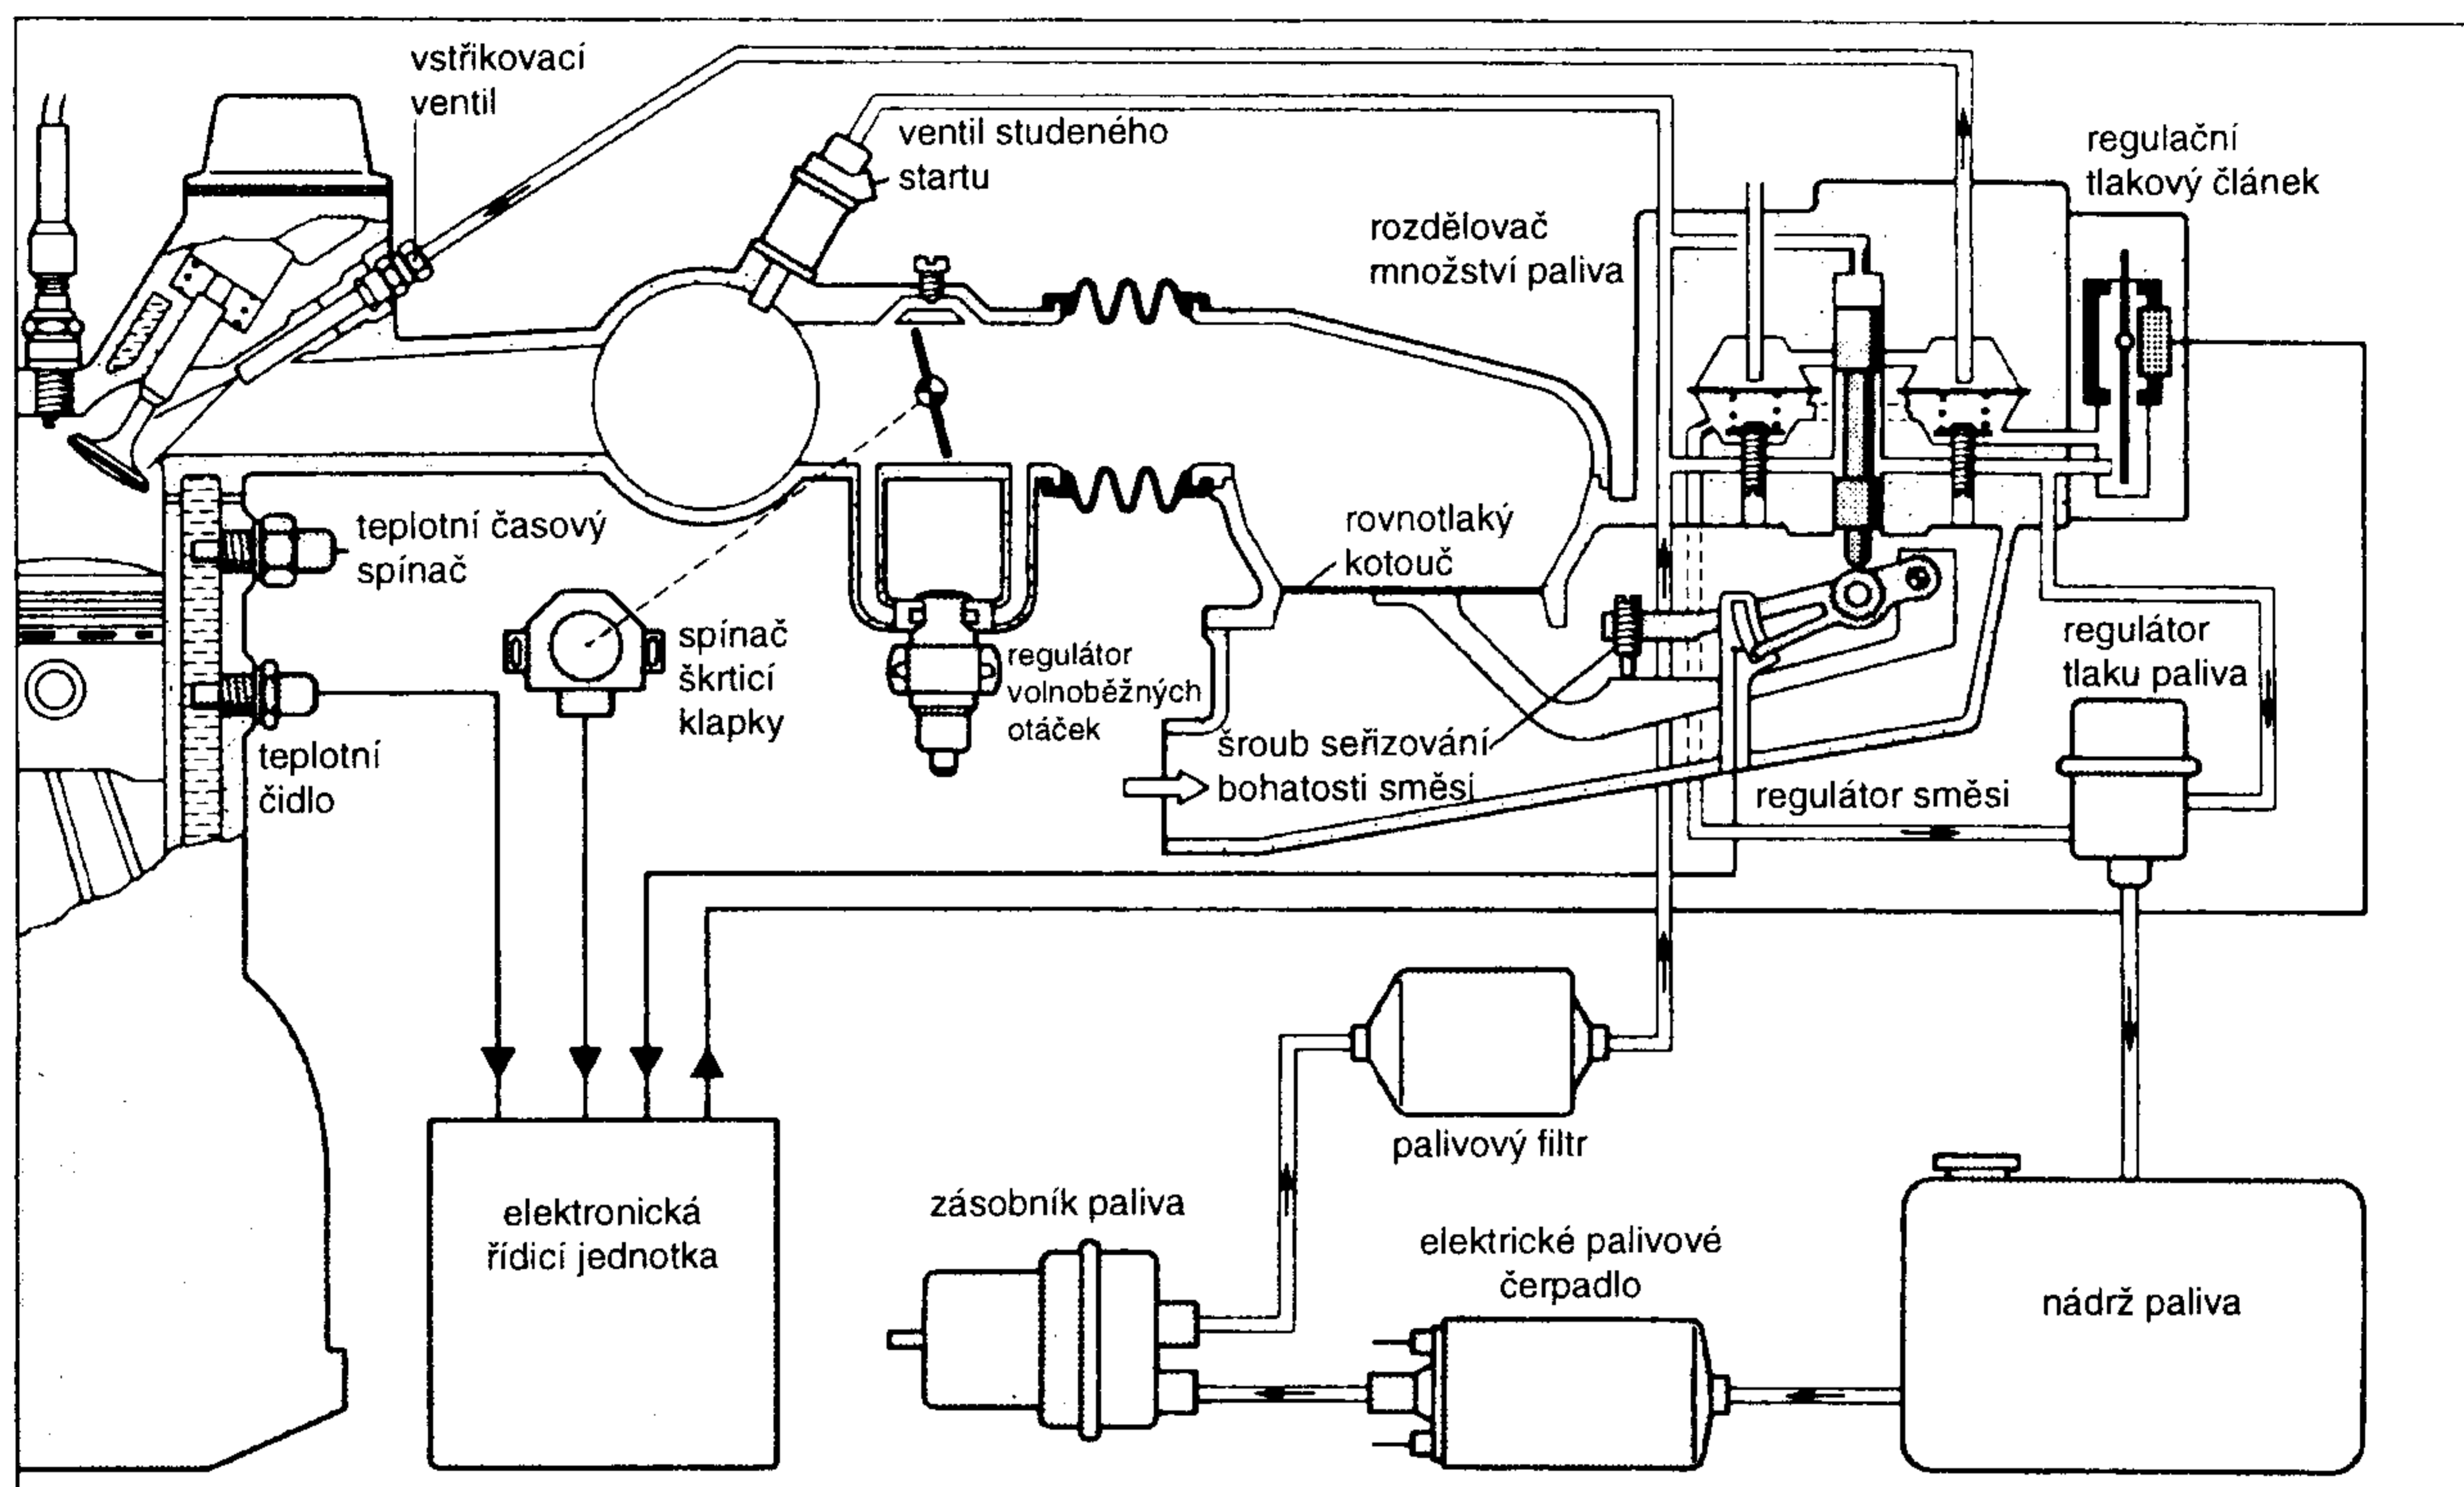 vstřikovací
ventil
ventil studeného
startu
regulační
tlakový článek
rozdělovač
množství paliva
teplotní časový
spínač
rovnotlaký
kotouč
spínač
škrticí
klapky
regulátor
volnoběžných
otáček
regulátor
tlaku paliva
teplotní
čidlo
šroub seřizování
bohatosti směsi
regulátor směsi
palivový filtr
elektronická
řídicí jednotka
zásobník paliva
elektrické palivové
čerpadlo
nádrž paliva